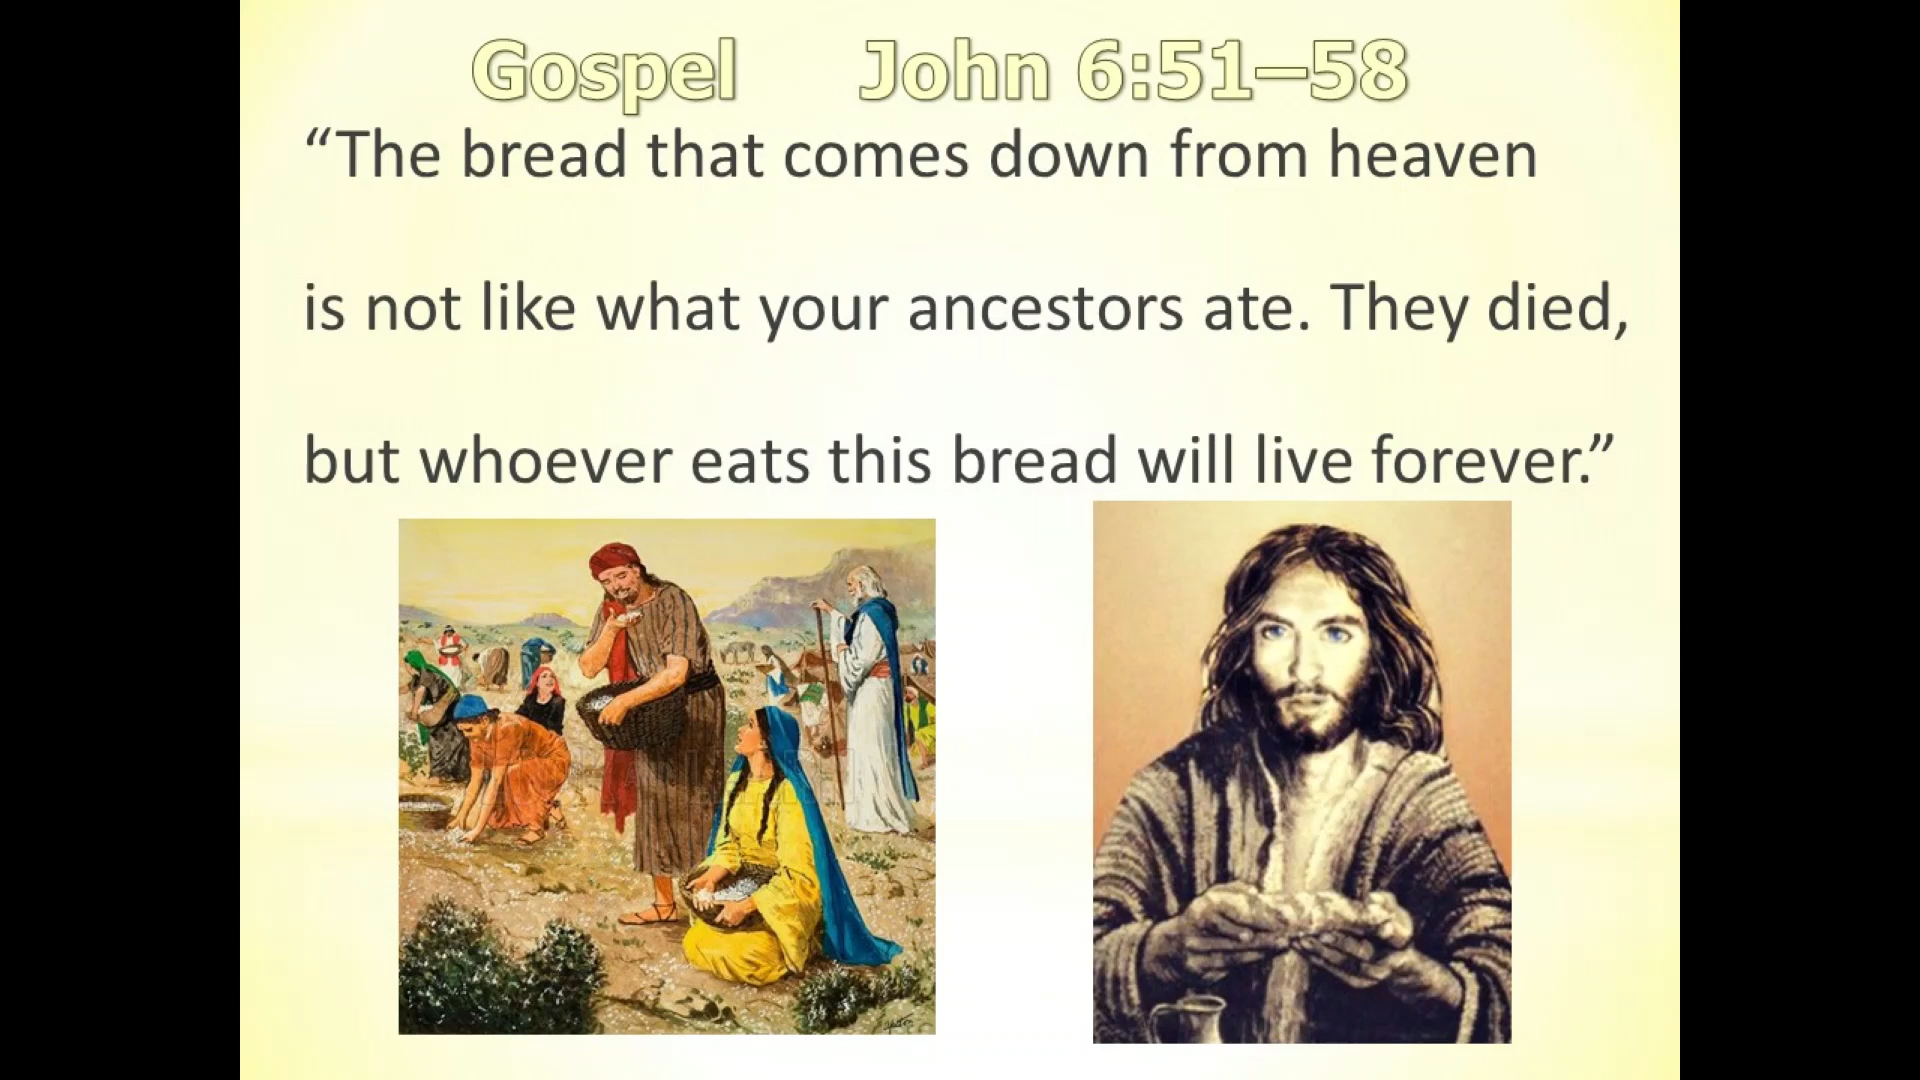 Gospel John 6:51–58
“The bread that comes down from heaven
is not like what your ancestors ate. They died,
but whoever eats this bread will live forever.”